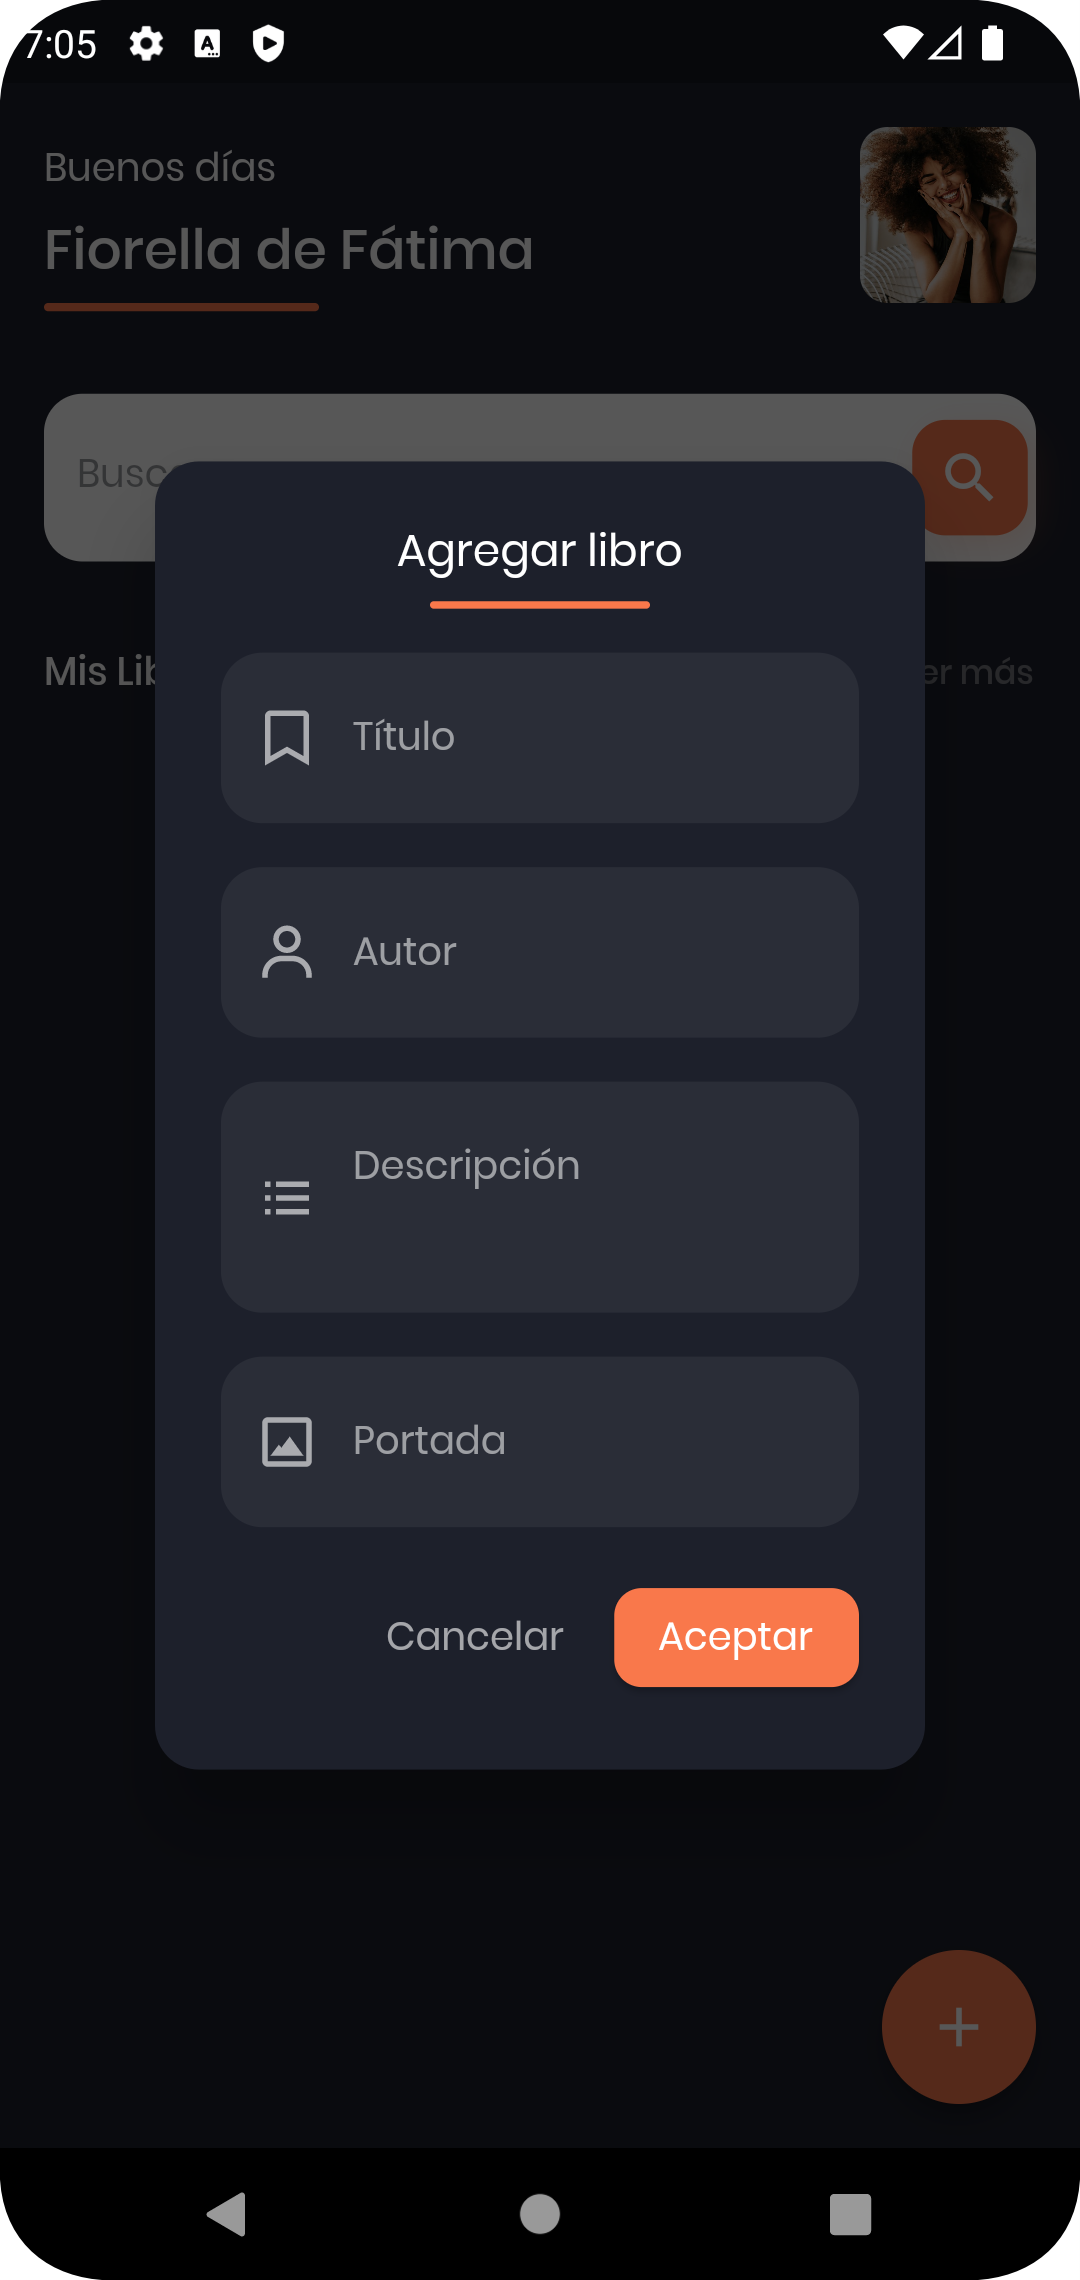 7:05
Buenos días
Fiorella de Fátima
Busc
Agregar libro
Mis Lib
er más
Título
Autor
Descripción
Portada
Cancelar
Aceptar